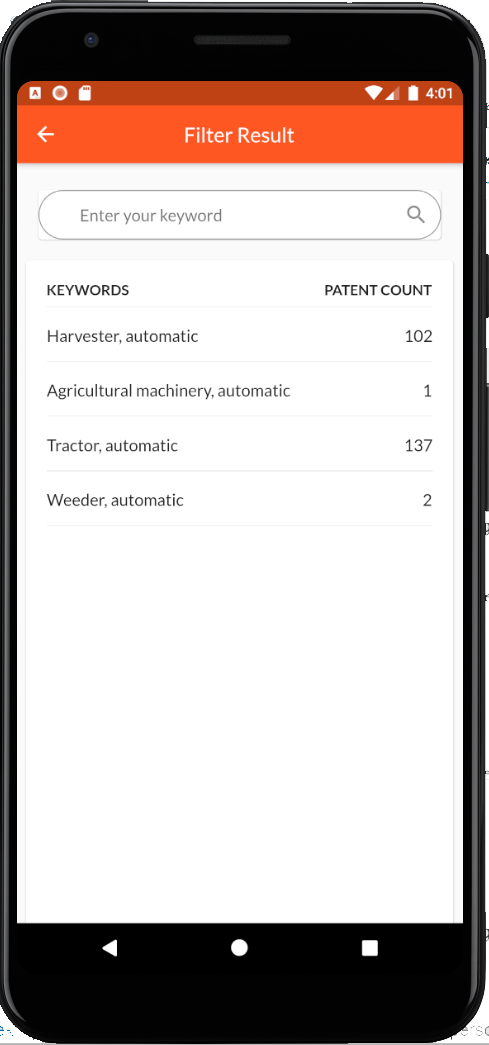 4:01
Filter Result
Enter your keyword
KEYWORDS PATENT COUNT
Harvester, automatic 102
Agricultural machinery, automatic 1
Tractor, automatic 137
Weeder, automatic 2